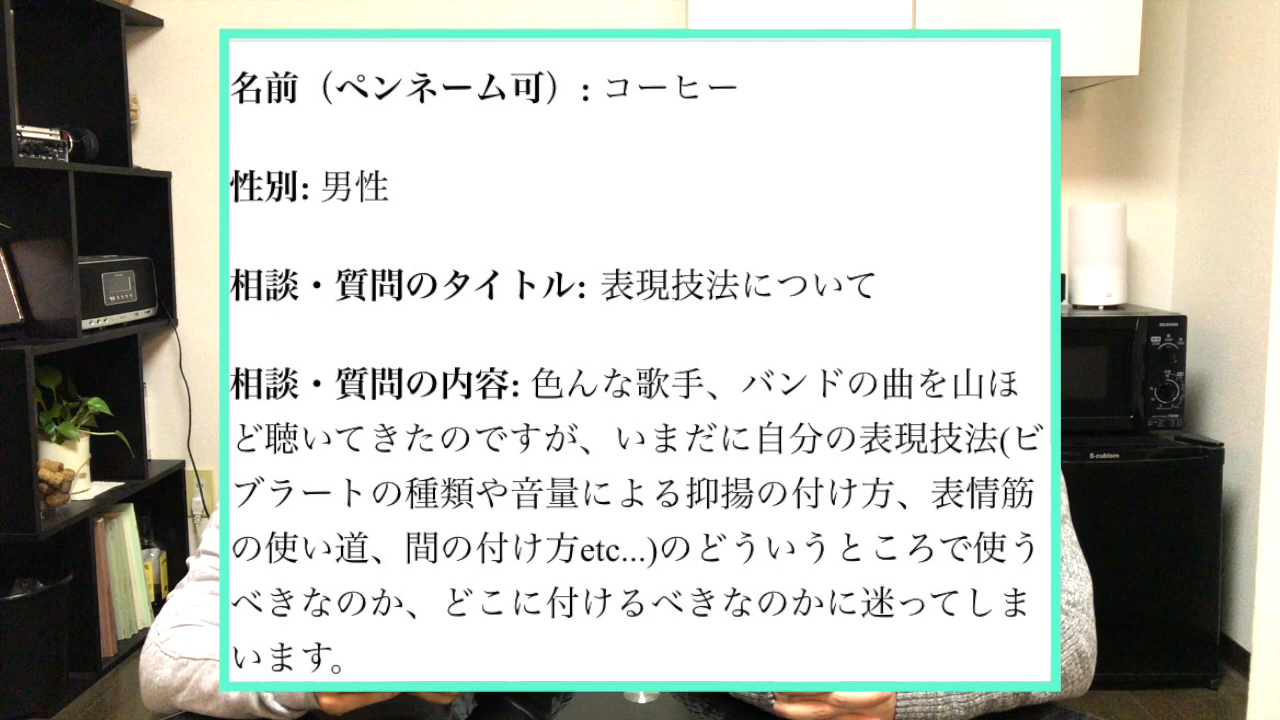 名前（ペンネーム可）: コーヒー
性別: 男性
相談・質問のタイトル: 表現技法について
相談・質問の内容: 色んな歌手、バンドの曲を山ほ
ど聴いてきたのですが、いまだに自分の表現技法(ビ
ブラートの種類や音量による抑揚の付け方、表情筋
の使い道、間の付け方etc...)のどういうところで使う
べきなのか、どこに付けるべきなのかに迷ってしま
います。
S-cubism